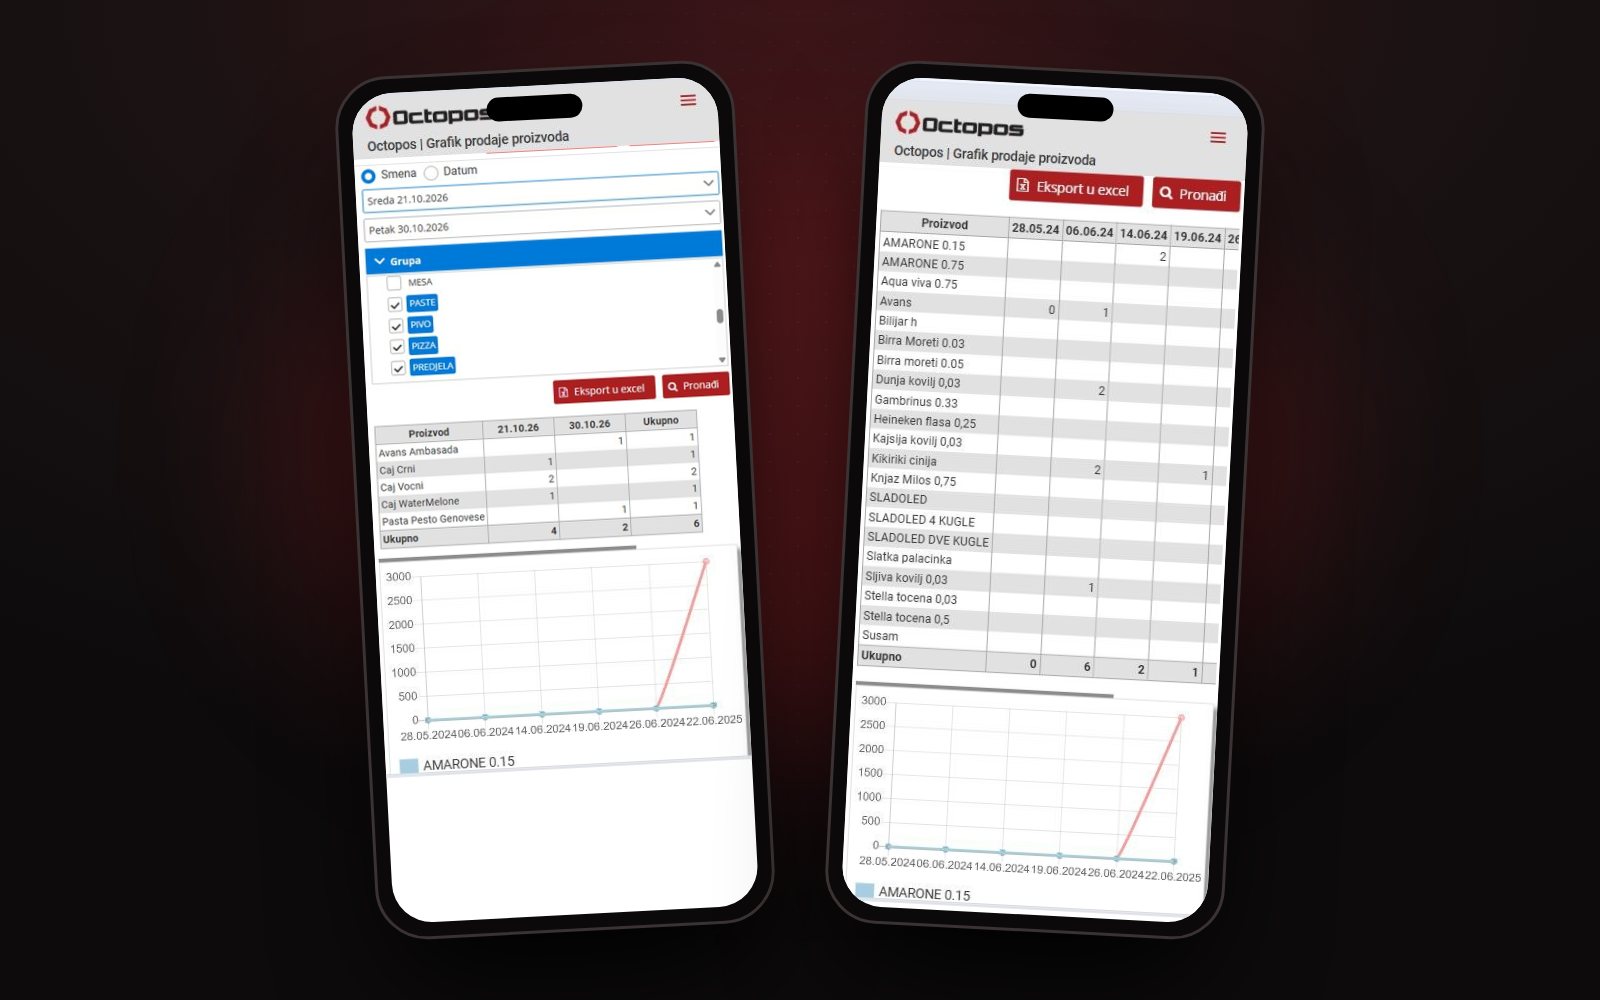 Octopos
Octopos | Grafik prodaje proizvoda
Smena Datum
Sreda 21.10.2026
Petak 30.10.2026
Grupa
MESA
PASTE
PIVO
PIZZA
PREDJELA
Eksport u excel Pronađi
Proizvod 21.10.26 30.10.26 Ukupno
Avans Ambasada 1 1
Caj Crni 1 1
Caj Vocni 2 2
Caj WaterMelone 1 1
Pasta Pesto Genovese 1 1
Ukupno 4 2 6
3000
2500
2000
1500
1000
500
0
28.05.2024 06.06.2024 14.06.2024 19.06.2024 26.06.2024 22.06.2025
AMARONE 0.15
Octopos
Octopos | Grafik prodaje proizvoda
Eksport u excel Pronađi
Proizvod 28.05.24 06.06.24 14.06.24 19.06.24 26
AMARONE 0.15 2
AMARONE 0.75
Aqua viva 0.75
Avans 0 1
Bilijar h
Birra Moreti 0.03
Birra moreti 0.05
Dunja kovilj 0,03 2
Gambrinus 0.33
Heineken flasa 0,25
Kajsija kovilj 0,03
Kikiriki cinija 2 1
Knjaz Milos 0,75
SLADOLED
SLADOLED 4 KUGLE
SLADOLED DVE KUGLE
Slatka palacinka
Sljiva kovilj 0,03 1
Stella tocena 0,03
Stella tocena 0,5
Susam
Ukupno 0 6 2 1
3000
2500
2000
1500
1000
500
0
28.05.2024 06.06.2024 14.06.2024 19.06.2024 26.06.2024 22.06.2025
AMARONE 0.15